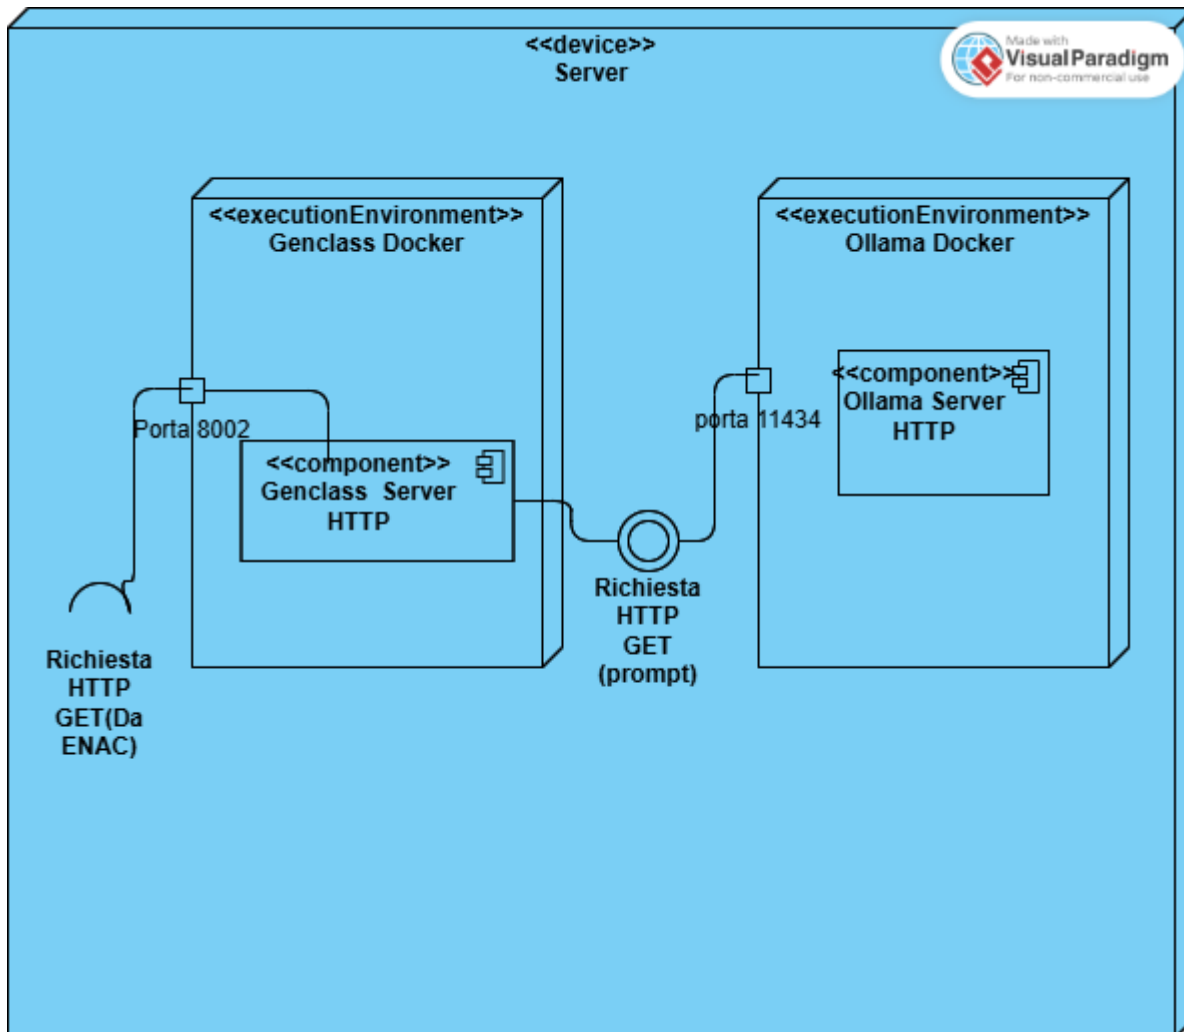 <<device>>
Server
Made with
Visual Paradigm
For non-commercial use
<<executionEnvironment>>
Genclass Docker
<<executionEnvironment>>
Ollama Docker
Porta 8002
porta 11434
<<component>>
Genclass Server
HTTP
<<component>>
Ollama Server
HTTP
Richiesta
HTTP
GET
(prompt)
Richiesta
HTTP
GET(Da
ENAC)